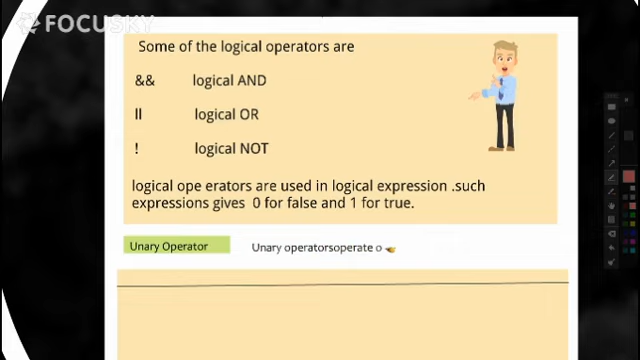 FOCUSKY
Some of the logical operators are
&& logical AND
ll logical OR
! logical NOT
logical ope erators are used in logical expression .such
expressions gives 0 for false and 1 for true.
Unary Operator Unary operatorsoperate o